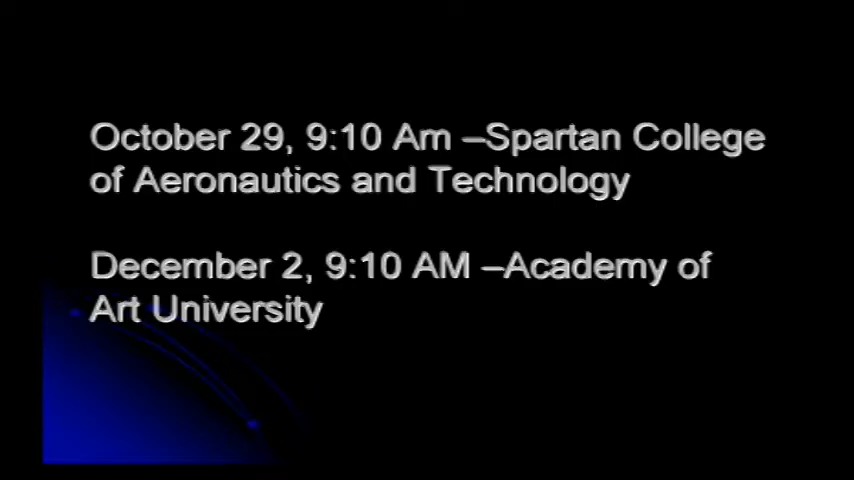 October 29, 9:10 Am –Spartan College
of Aeronautics and Technology
December 2, 9:10 AM –Academy of
Art University